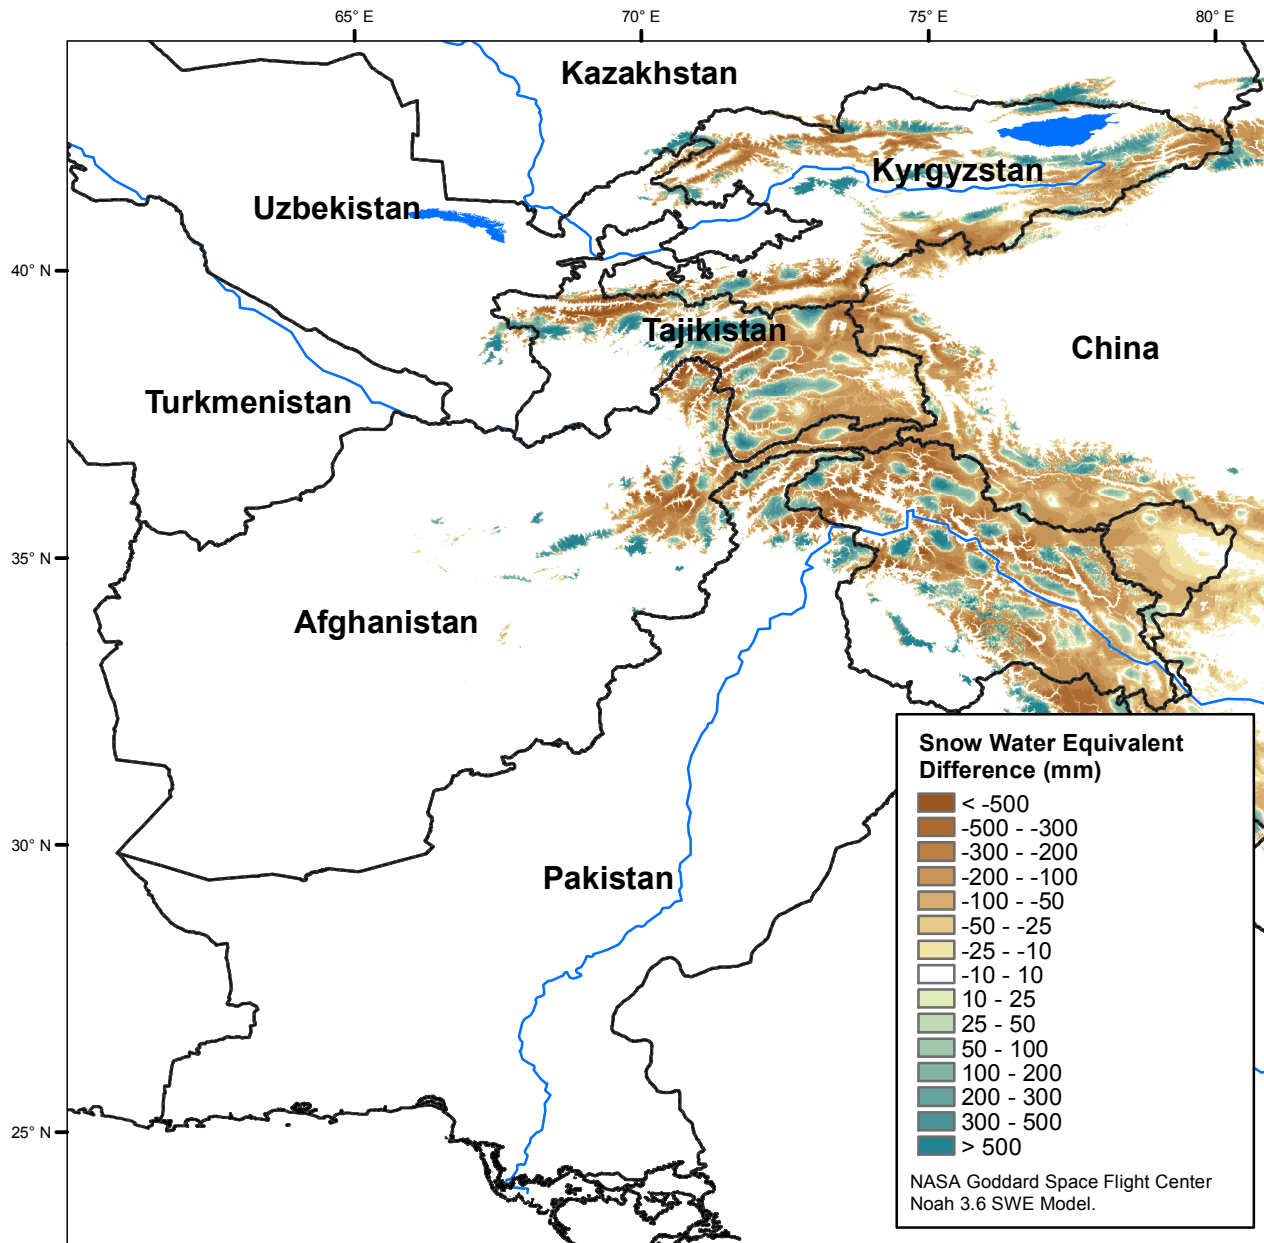 65° E
70° E
75° E
80° E
Kazakhstan
Kyrgyzstan
Uzbekistan
40° N
Tajikistan
China
Turkmenistan
35° N
Afghanistan
Snow Water Equivalent
Difference (mm)
< -500
-500 - -300
-300 - -200
-200 - -100
-100 - -50
-50 - -25
-25 - -10
-10 - 10
10 - 25
25 - 50
50 - 100
100 - 200
200 - 300
300 - 500
> 500
NASA Goddard Space Flight Center
Noah 3.6 SWE Model.
30° N
Pakistan
25° N